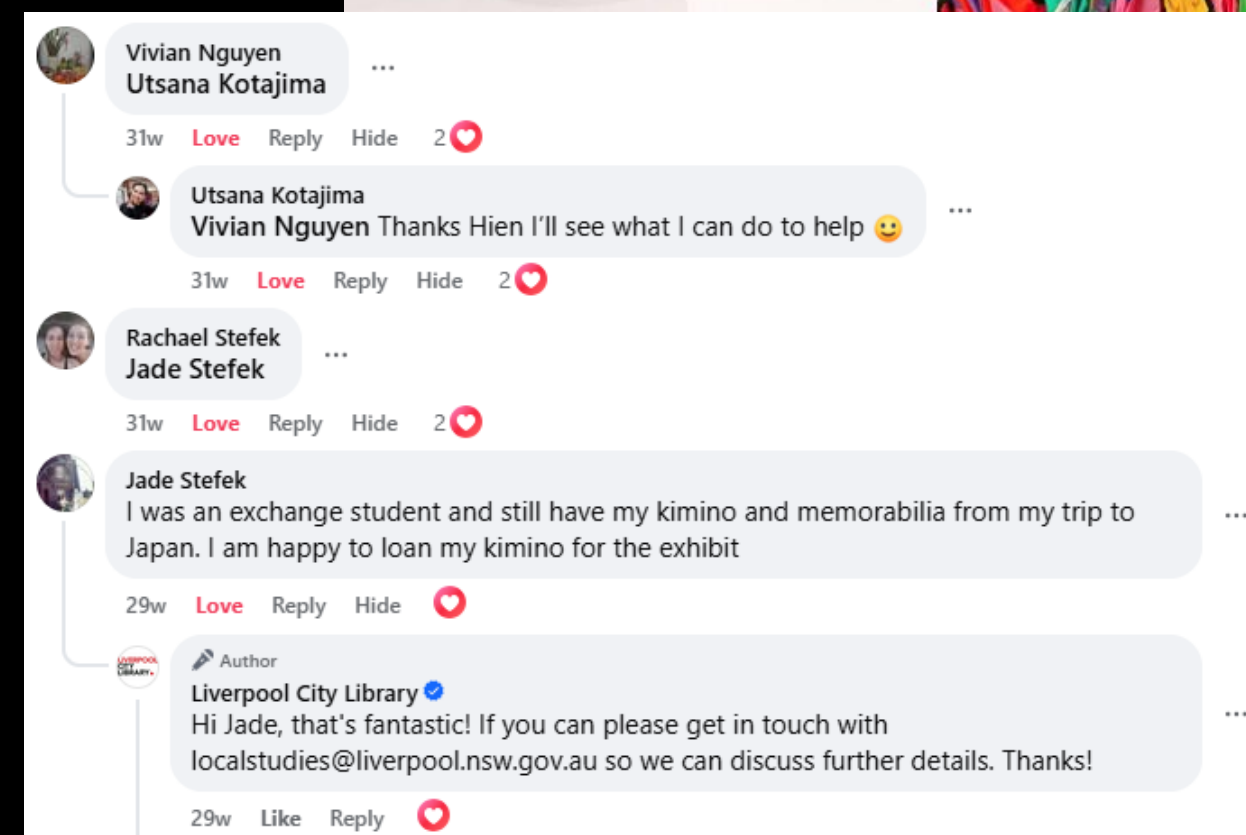 Vivian Nguyen
Utsana Kotajima
31w Love Reply Hide 2
Utsana Kotajima
Vivian Nguyen Thanks Hien I’ll see what I can do to help
31w Love Reply Hide 2
Rachael Stefek
Jade Stefek
31w Love Reply Hide 2
Jade Stefek
I was an exchange student and still have my kimino and memorabilia from my trip to
Japan. I am happy to loan my kimino for the exhibit
29w Love Reply Hide
LIVERPOOL
CITY
LIBRARY
Author
Liverpool City Library
Hi Jade, that's fantastic! If you can please get in touch with
localstudies@liverpool.nsw.gov.au so we can discuss further details. Thanks!
29w Like Reply